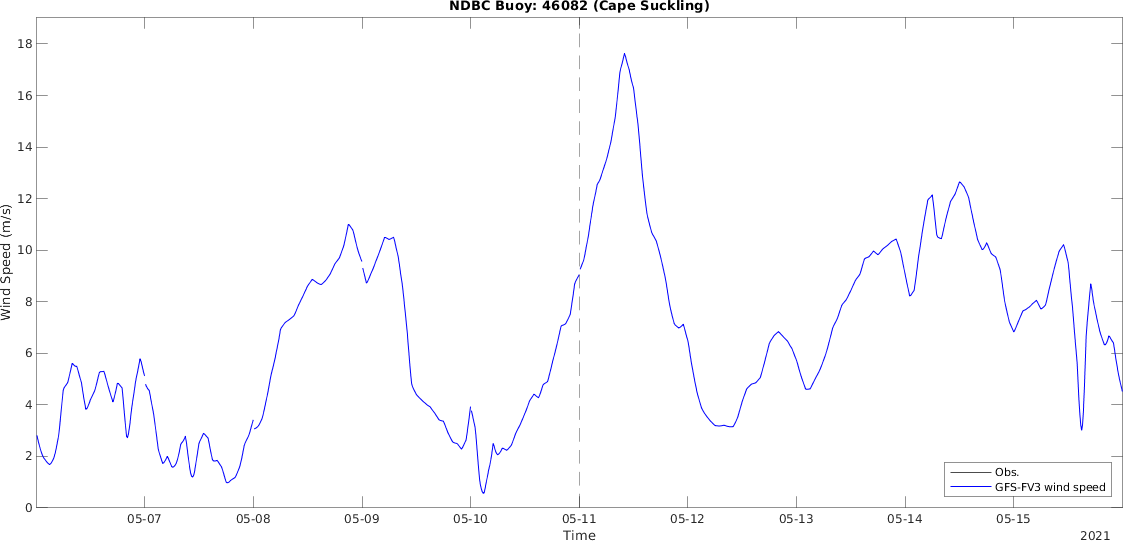 NDBC Buoy: 46082 (Cape Suckling)
18
16
14
12
10
8
6
4
2
0
Wind Speed (m/s)
Obs.
GFS-FV3 wind speed
05-07 05-08 05-09 05-10 05-11 05-12 05-13 05-14 05-15
Time
2021